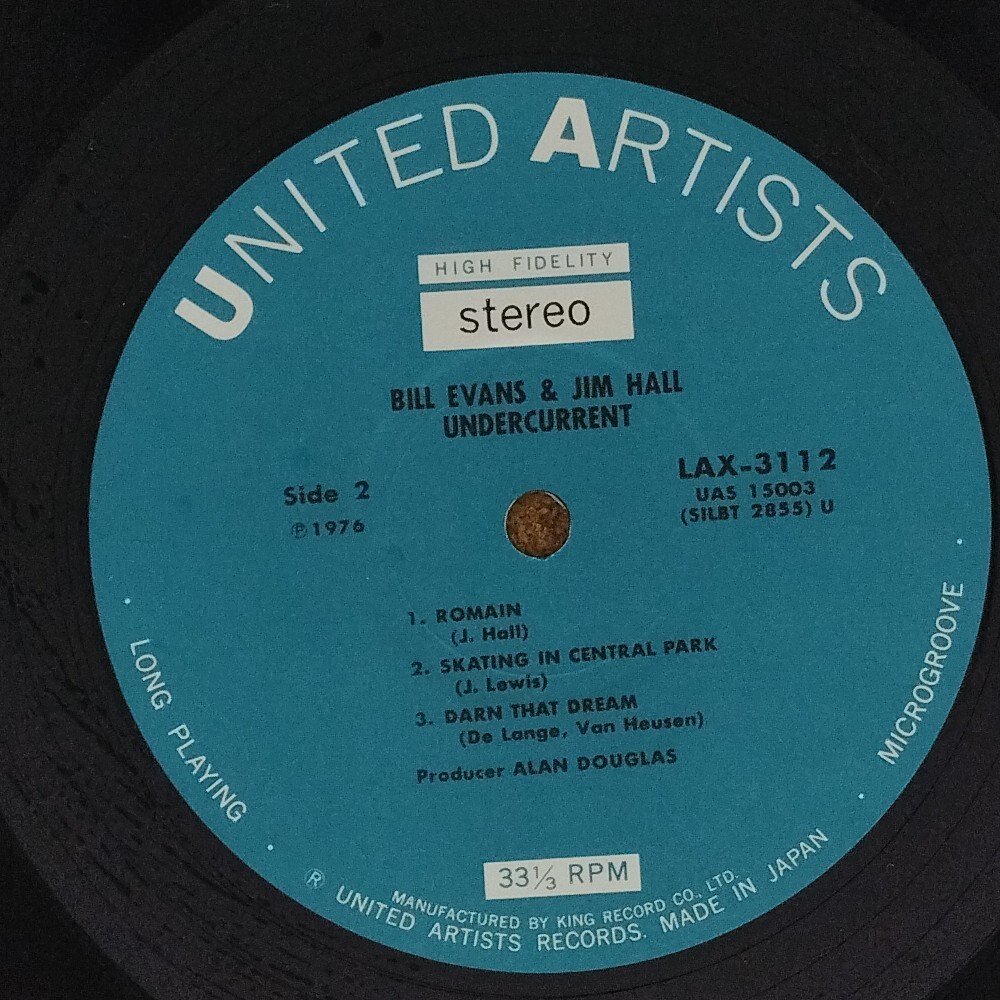 UNITED ARTISTS
HIGH FIDELITY
stereo
BILL EVANS & JIM HALL
UNDERCURRENT
Side 2
℗1976
LAX-3112
UAS 15003
(SILBT 2855) U
1. ROMAIN
(J. Hall)
2. SKATING IN CENTRAL PARK
(J. Lewis)
3. DARN THAT DREAM
(De Lange, Van Heusen)
Producer ALAN DOUGLAS
LONG PLAYING
MICROGROOVE
33⅓ RPM
MANUFACTURED BY KING RECORD CO., LTD.
® UNITED ARTISTS RECORDS. MADE IN JAPAN